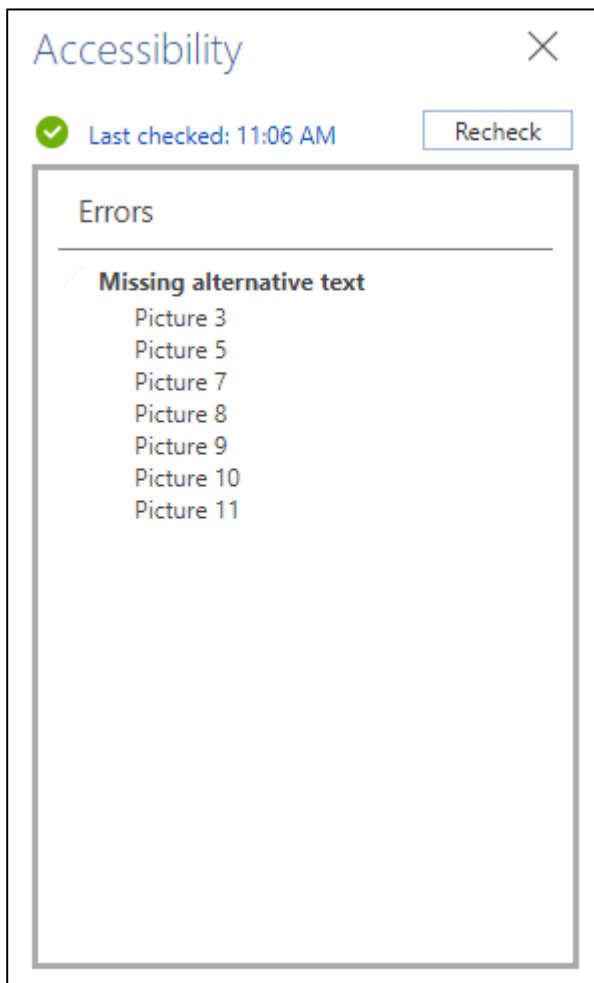 Accessibility
Last checked: 11:06 AM
Recheck
Errors
Missing alternative text
Picture 3
Picture 5
Picture 7
Picture 8
Picture 9
Picture 10
Picture 11